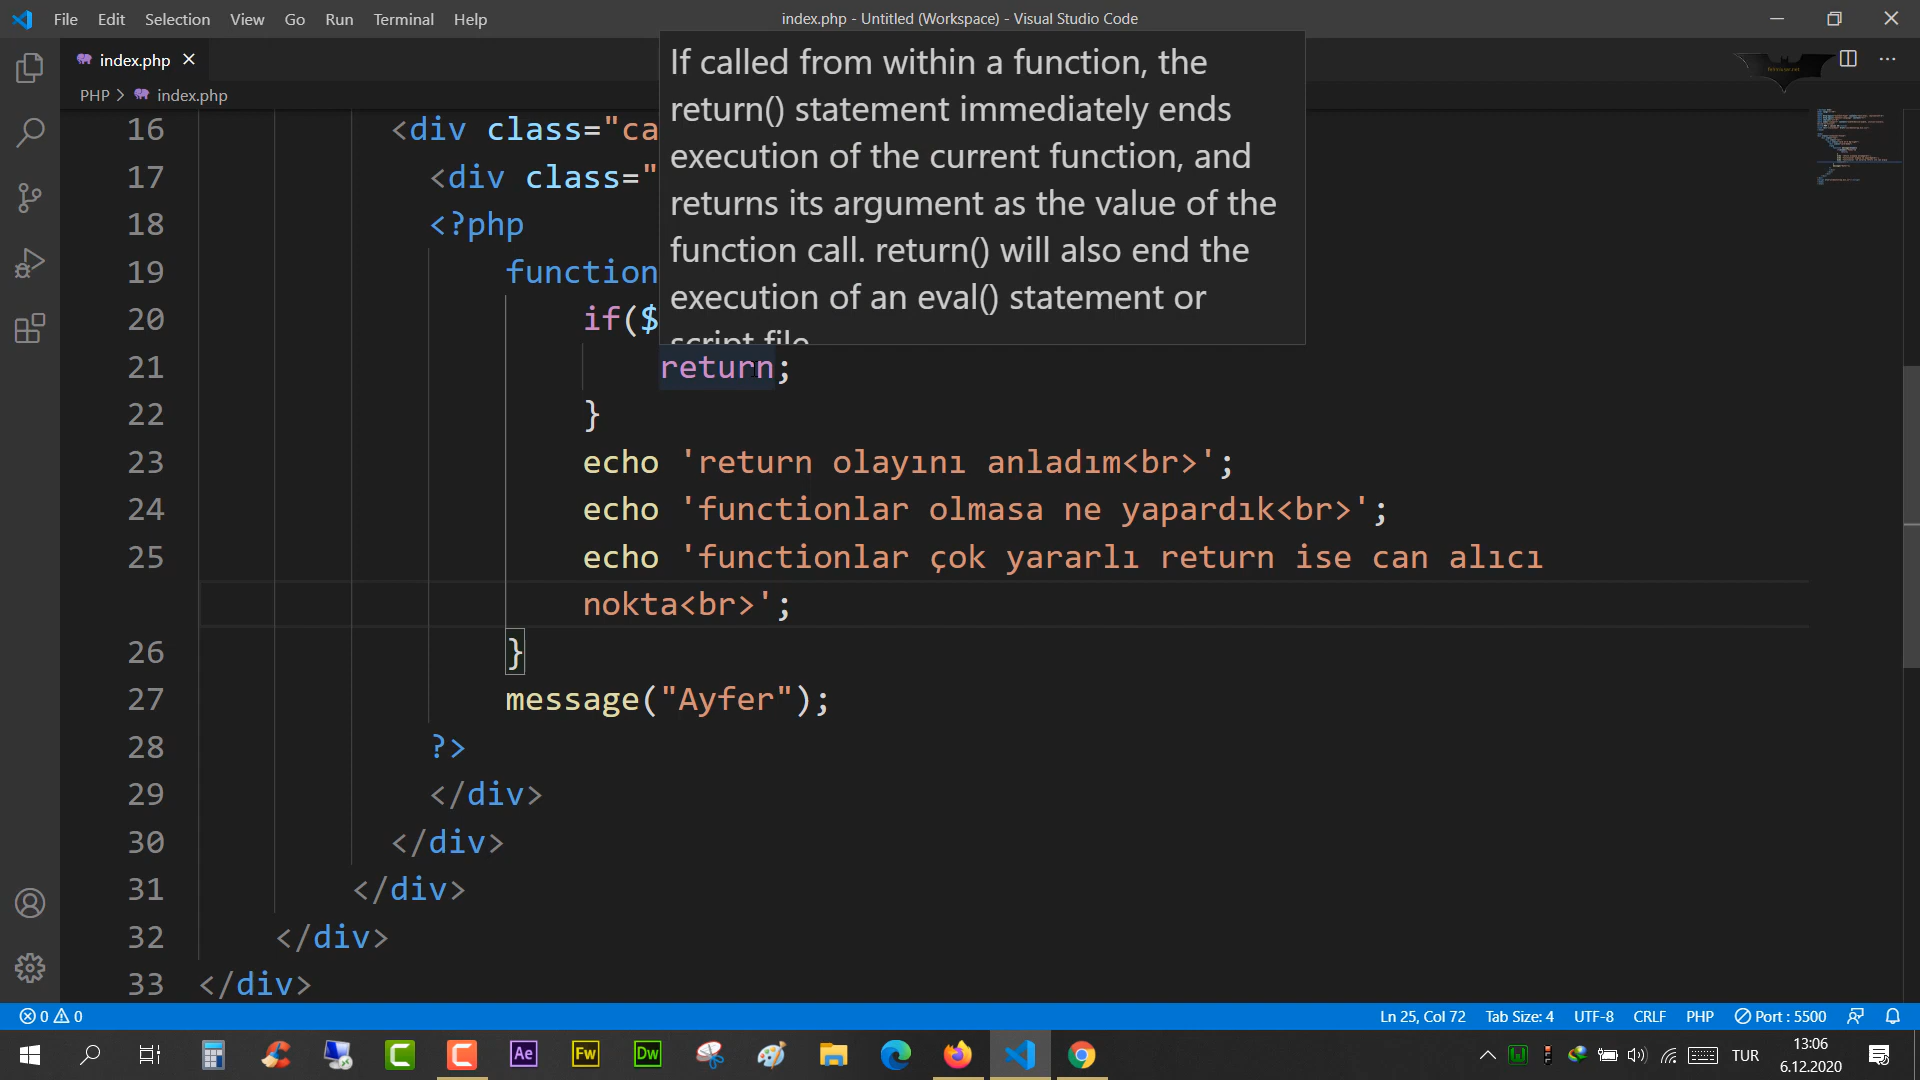 File Edit Selection View Go Run Terminal Help
index.php - Untitled (Workspace) - Visual Studio Code
index.php
PHP > index.php
If called from within a function, the
return() statement immediately ends
execution of the current function, and
returns its argument as the value of the
function call. return() will also end the
execution of an eval() statement or
script file
16 <div class="ca
17 <div class="
18 <?php
19 function
20 if($
21 return;
22 }
23 echo 'return olayını anladım<br>';
24 echo 'functionlar olmasa ne yapardık<br>';
25 echo 'functionlar çok yararlı return ise can alıcı
nokta<br>';
26 }
27 message("Ayfer");
28 ?>
29 </div>
30 </div>
31 </div>
32 </div>
33 </div>
0 0
Ln 25, Col 72 Tab Size: 4 UTF-8 CRLF PHP Port : 5500
Ae Fw Dw
TUR
13:06
6.12.2020